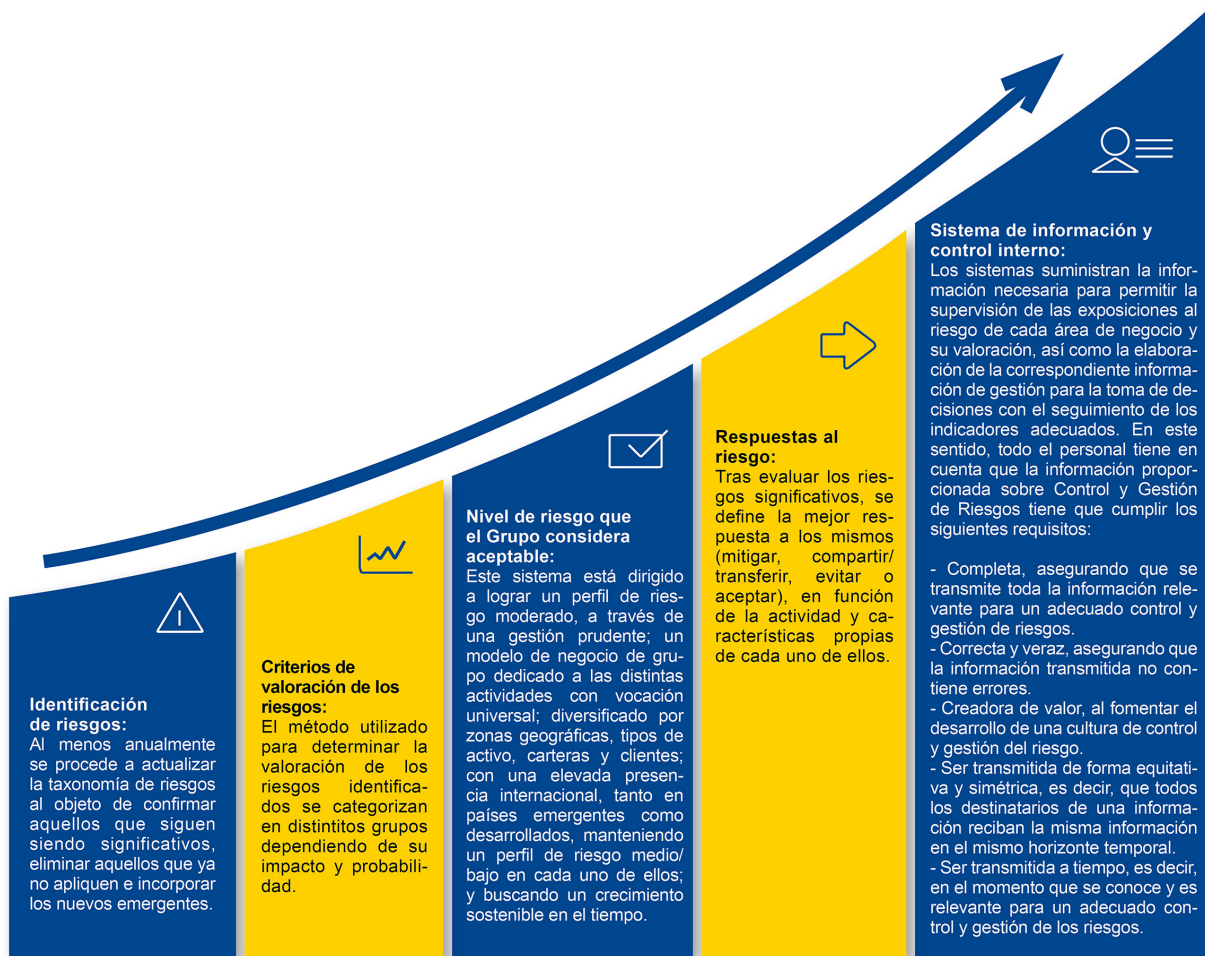 Identificación
de riesgos:
Al menos anualmente
se procede a actualizar
la taxonomía de riesgos
al objeto de confirmar
aquellos que siguen
siendo significativos,
eliminar aquellos que ya
no apliquen e incorporar
los nuevos emergentes.
Criterios de
valoración de los
riesgos:
El método utilizado
para determinar la
valoración de los
riesgos identifica-
dos se categorizan
en distintitos grupos
dependiendo de su
impacto y probabili-
dad.
Nivel de riesgo que
el Grupo considera
aceptable:
Este sistema está dirigido
a lograr un perfil de ries-
go moderado, a través de
una gestión prudente; un
modelo de negocio de gru-
po dedicado a las distintas
actividades con vocación
universal; diversificado por
zonas geográficas, tipos de
activo, carteras y clientes;
con una elevada presen-
cia internacional, tanto en
países emergentes como
desarrollados, manteniendo
un perfil de riesgo medio/
bajo en cada uno de ellos;
y buscando un crecimiento
sostenible en el tiempo.
Respuestas al
riesgo:
Tras evaluar los ries-
gos significativos, se
define la mejor res-
puesta a los mismos
(mitigar, compartir/
transferir, evitar o
aceptar), en función
de la actividad y ca-
racterísticas propias
de cada uno de ellos.
Sistema de información y
control interno:
Los sistemas suministran la infor-
mación necesaria para permitir la
supervisión de las exposiciones al
riesgo de cada área de negocio y
su valoración, así como la elabora-
ción de la correspondiente informa-
ción de gestión para la toma de de-
cisiones con el seguimiento de los
indicadores adecuados. En este
sentido, todo el personal tiene en
cuenta que la información propor-
cionada sobre Control y Gestión
de Riesgos tiene que cumplir los
siguientes requisitos:
- Completa, asegurando que se
transmite toda la información rele-
vante para un adecuado control y
gestión de riesgos.
- Correcta y veraz, asegurando que
la información transmitida no con-
tiene errores.
- Creadora de valor, al fomentar el
desarrollo de una cultura de control
y gestión del riesgo.
- Ser transmitida de forma equitati-
va y simétrica, es decir, que todos
los destinatarios de una informa-
ción reciban la misma información
en el mismo horizonte temporal.
- Ser transmitida a tiempo, es decir,
en el momento que se conoce y es
relevante para un adecuado con-
trol y gestión de los riesgos.